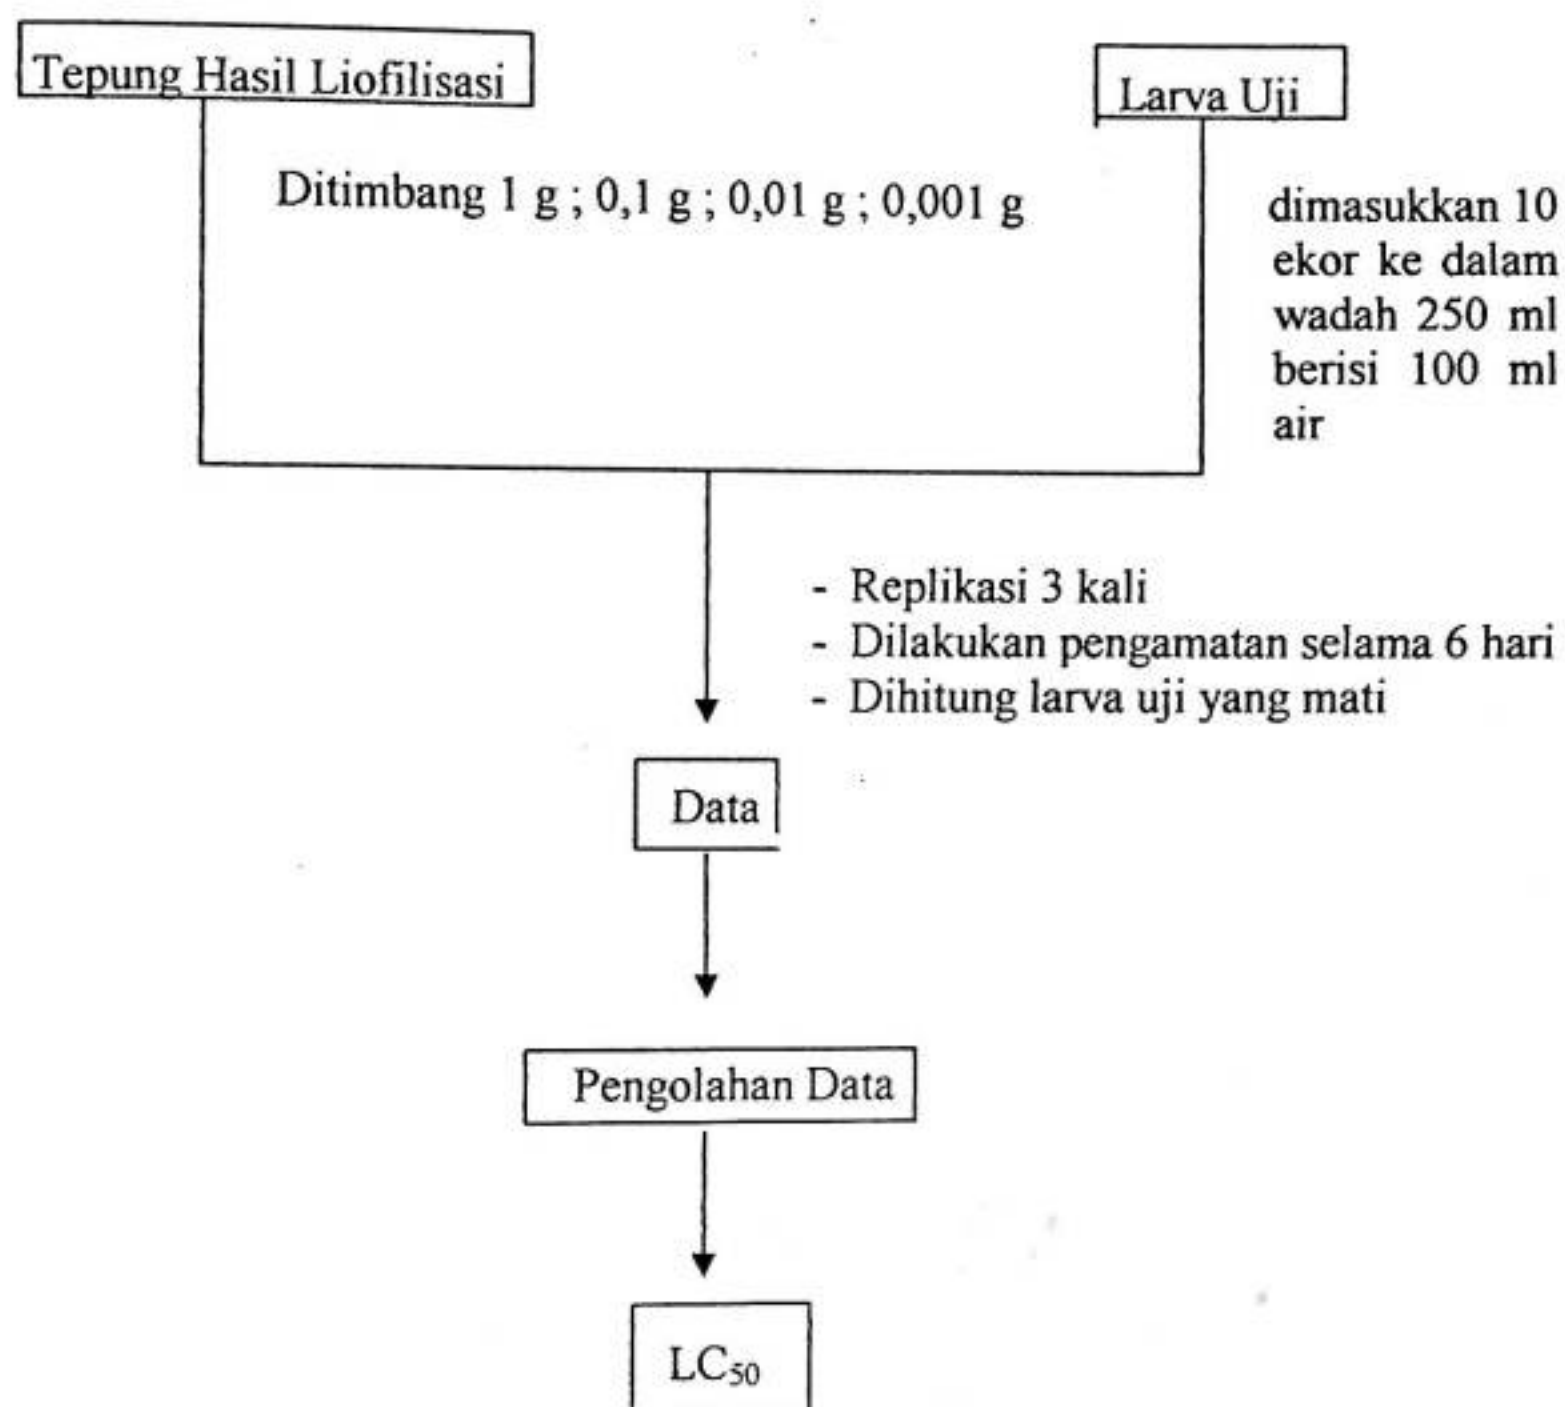 Tepung Hasil Liofilisasi
Larva Uji
Ditimbang 1 g ; 0,1 g ; 0,01 g ; 0,001 g
dimasukkan 10
ekor ke dalam
wadah 250 ml
berisi 100 ml
air
- Replikasi 3 kali
- Dilakukan pengamatan selama 6 hari
- Dihitung larva uji yang mati
Data
Pengolahan Data
LC₅₀